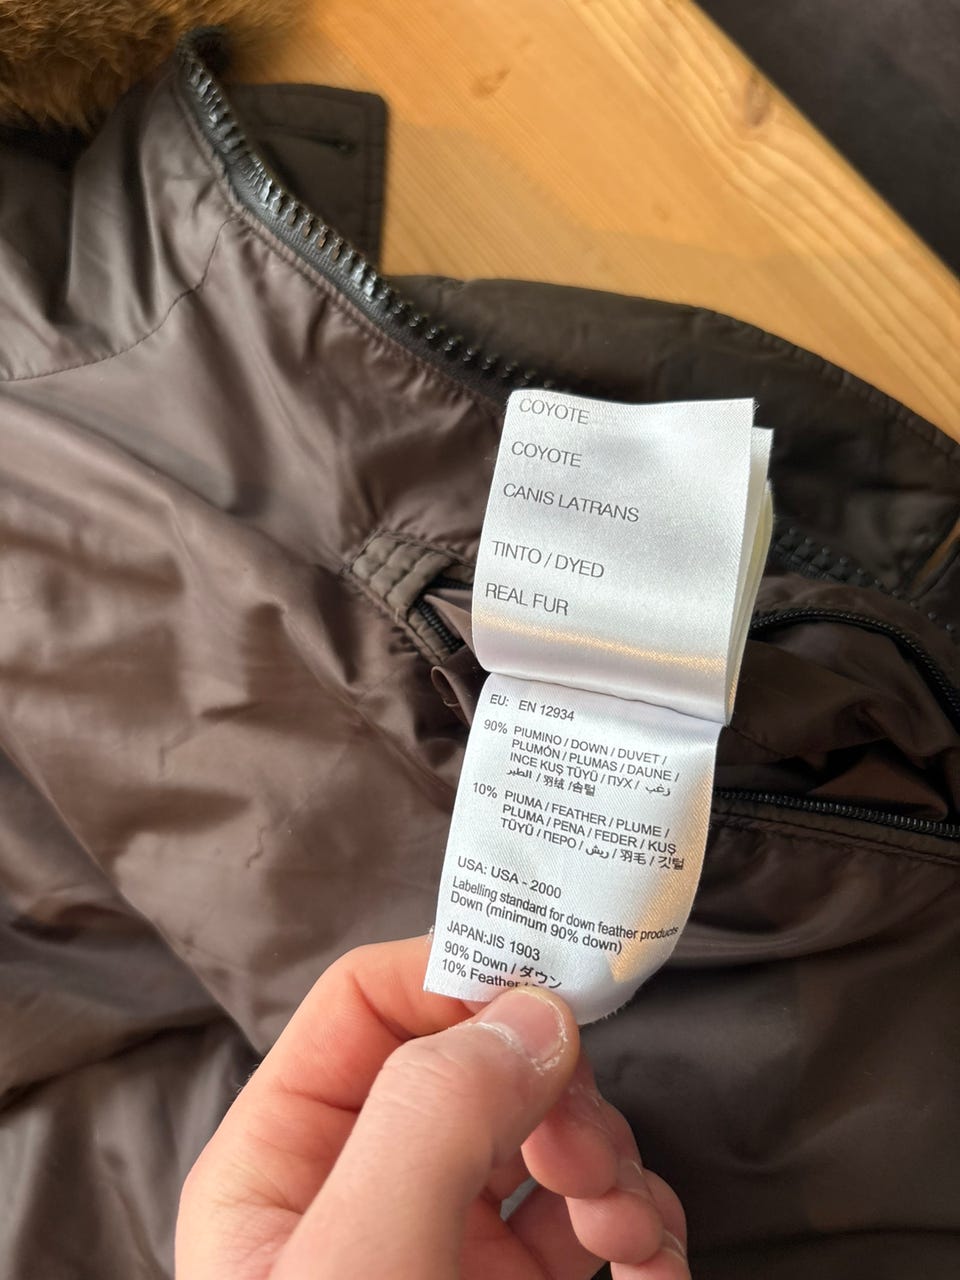 COYOTE
COYOTE
CANIS LATRANS
TINTO / DYED
REAL FUR
EU: EN 12934
90% PIUMINO / DOWN / DUVET /
PLUMÓN / PLUMAS / DAUNE /
INCE KUŞ TÜYÜ / ПУХ / زغب
الطير / 羽绒 / 솜털
10% PIUMA / FEATHER / PLUME /
PLUMA / PENA / FEDER / KUŞ
TÜYÜ / ПЕРО / ريش / 羽毛 / 깃털
USA: USA - 2000
Labelling standard for down feather products
Down (minimum 90% down)
JAPAN:JIS 1903
90% Down / ダウン
10% Feather